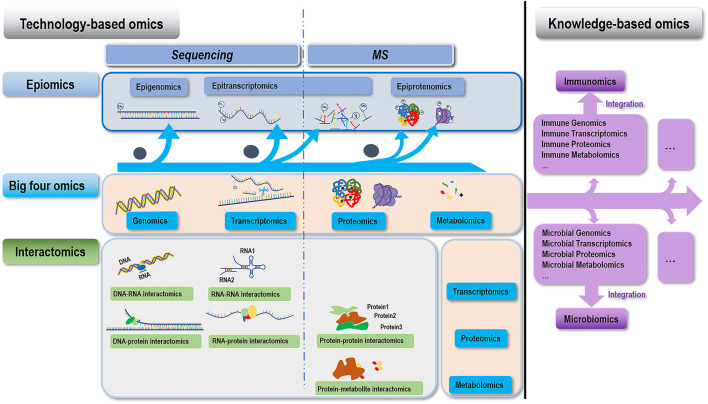 Technology-based omics
Knowledge-based omics
Sequencing
MS
Epiomics
Epigenomics
Epitranscriptomics
Epiprotenomics
Big four omics
Genomics
Transcriptomics
Proteomics
Metabolomics
Interactomics
DNA
RNA
DNA-RNA interactomics
RNA1
RNA2
RNA-RNA interactomics
DNA-protein interactomics
RNA-protein interactomics
Protein1
Protein2
Protein3
Protein-protein interactomics
Protein-metabolite interactomics
Transcriptomics
Proteomics
Metabolomics
Immunomics
Integration
Immune Genomics
Immune Transcriptomics
Immune Proteomics
Immune Metabolomics
...
...
Microbial Genomics
Microbial Transcriptomics
Microbial Proteomics
Microbial Metabolomics
...
...
Integration
Microbiomics